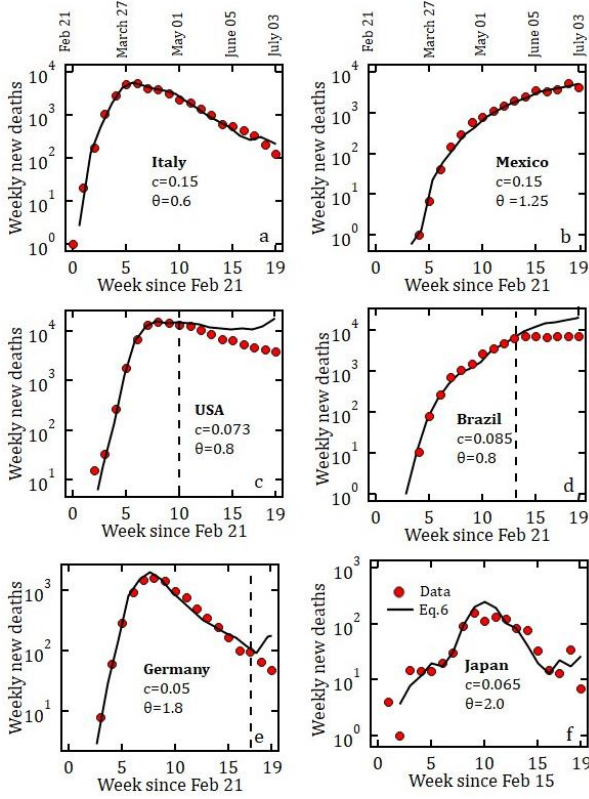 Feb 21 March 27 May 01 June 05 July 03
Feb 21 March 27 May 01 June 05 July 03
Weekly new deaths
10^4
10^3
10^2
10^1
10^0
Italy
c=0.15
θ=0.6
a
0 5 10 15 19
Week since Feb 21
Weekly new deaths
10^4
10^3
10^2
10^1
10^0
Mexico
c=0.15
θ =1.25
b
0 5 10 15 19
Week since Feb 21
Weekly new deaths
10^4
10^3
10^2
10^1
USA
c=0.073
θ=0.8
c
0 5 10 15 19
Week since Feb 21
Weekly new deaths
10^5
10^4
10^3
10^2
10^1
10^0
Brazil
c=0.085
θ=0.8
d
0 5 10 15 19
Week since Feb 21
Weekly new deaths
10^3
10^2
10^1
Germany
c=0.05
θ=1.8
e
0 5 10 15 19
Week since Feb 21
Weekly new deaths
10^3
10^2
10^1
10^0
Data
Eq.6
Japan
c=0.065
θ=2.0
f
0 5 10 15 19
Week since Feb 15